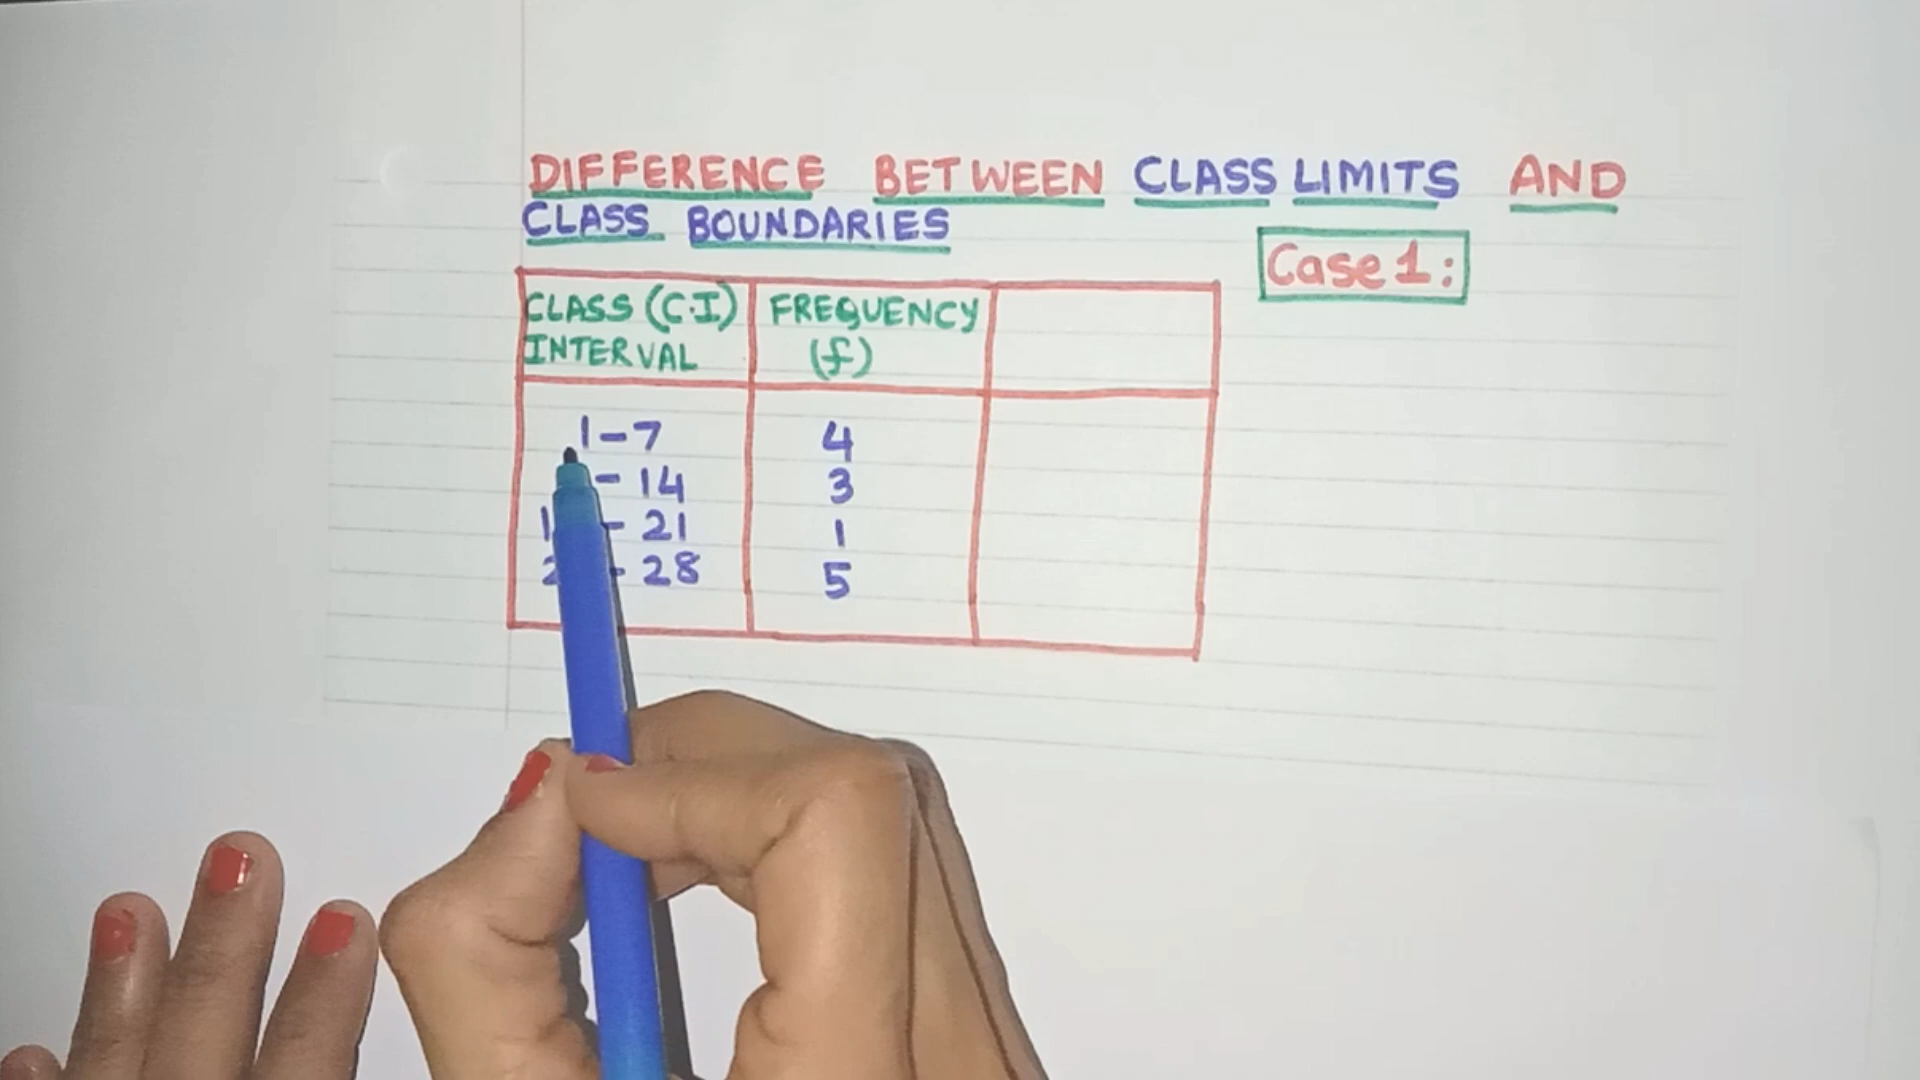 DIFFERENCE BETWEEN CLASS LIMITS AND
CLASS BOUNDARIES
Case 1:
CLASS (C.I) FREQUENCY
INTERVAL (f)
1-7 4
- 14 3
- 21 1
- 28 5